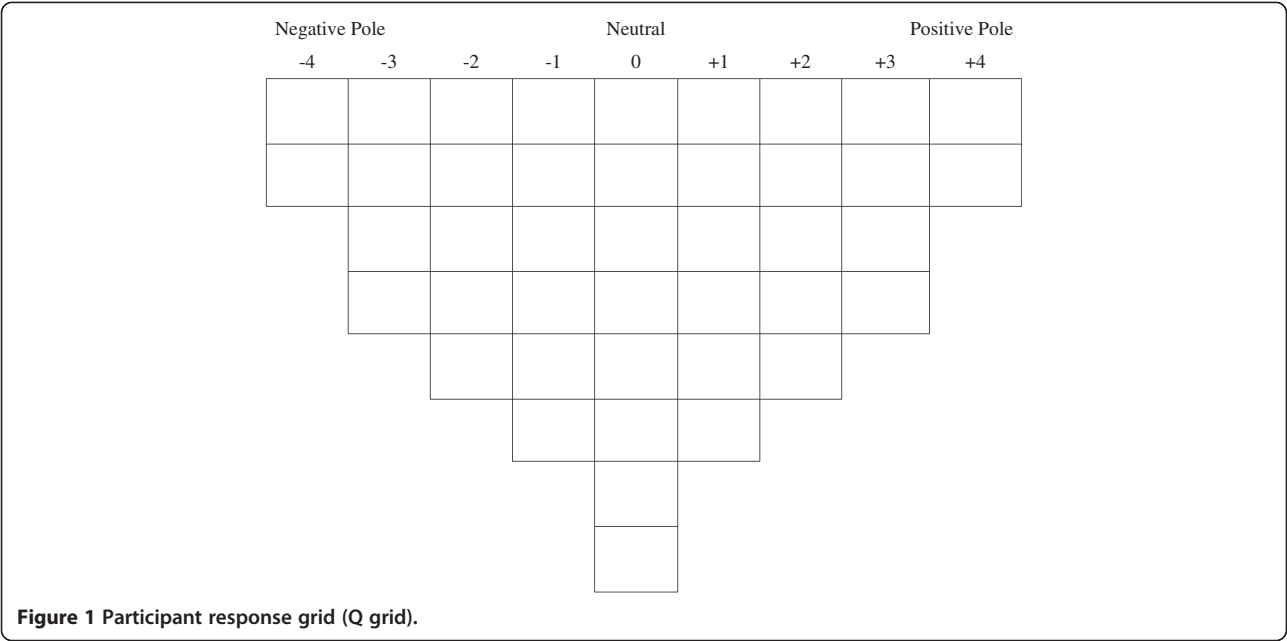 Negative Pole Neutral Positive Pole
-4 -3 -2 -1 0 +1 +2 +3 +4
Figure 1 Participant response grid (Q grid).